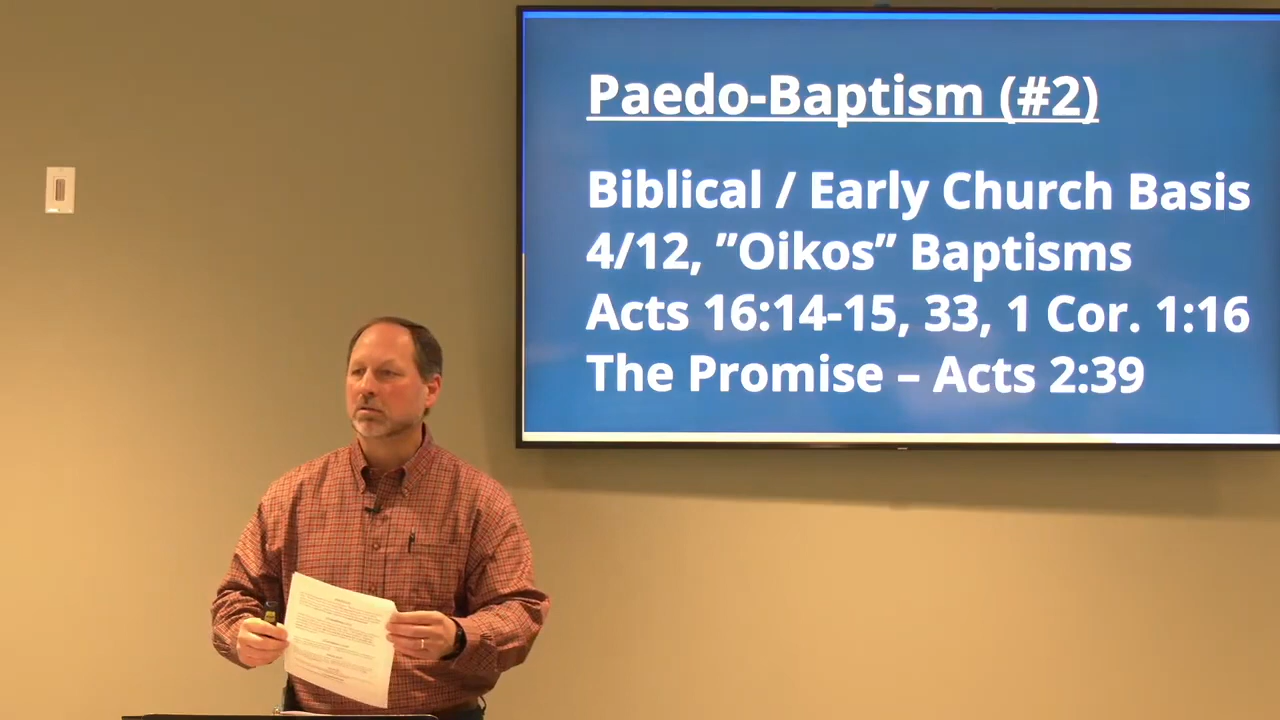 Paedo-Baptism (#2)
Biblical / Early Church Basis
4/12, ”Oikos” Baptisms
Acts 16:14-15, 33, 1 Cor. 1:16
The Promise – Acts 2:39